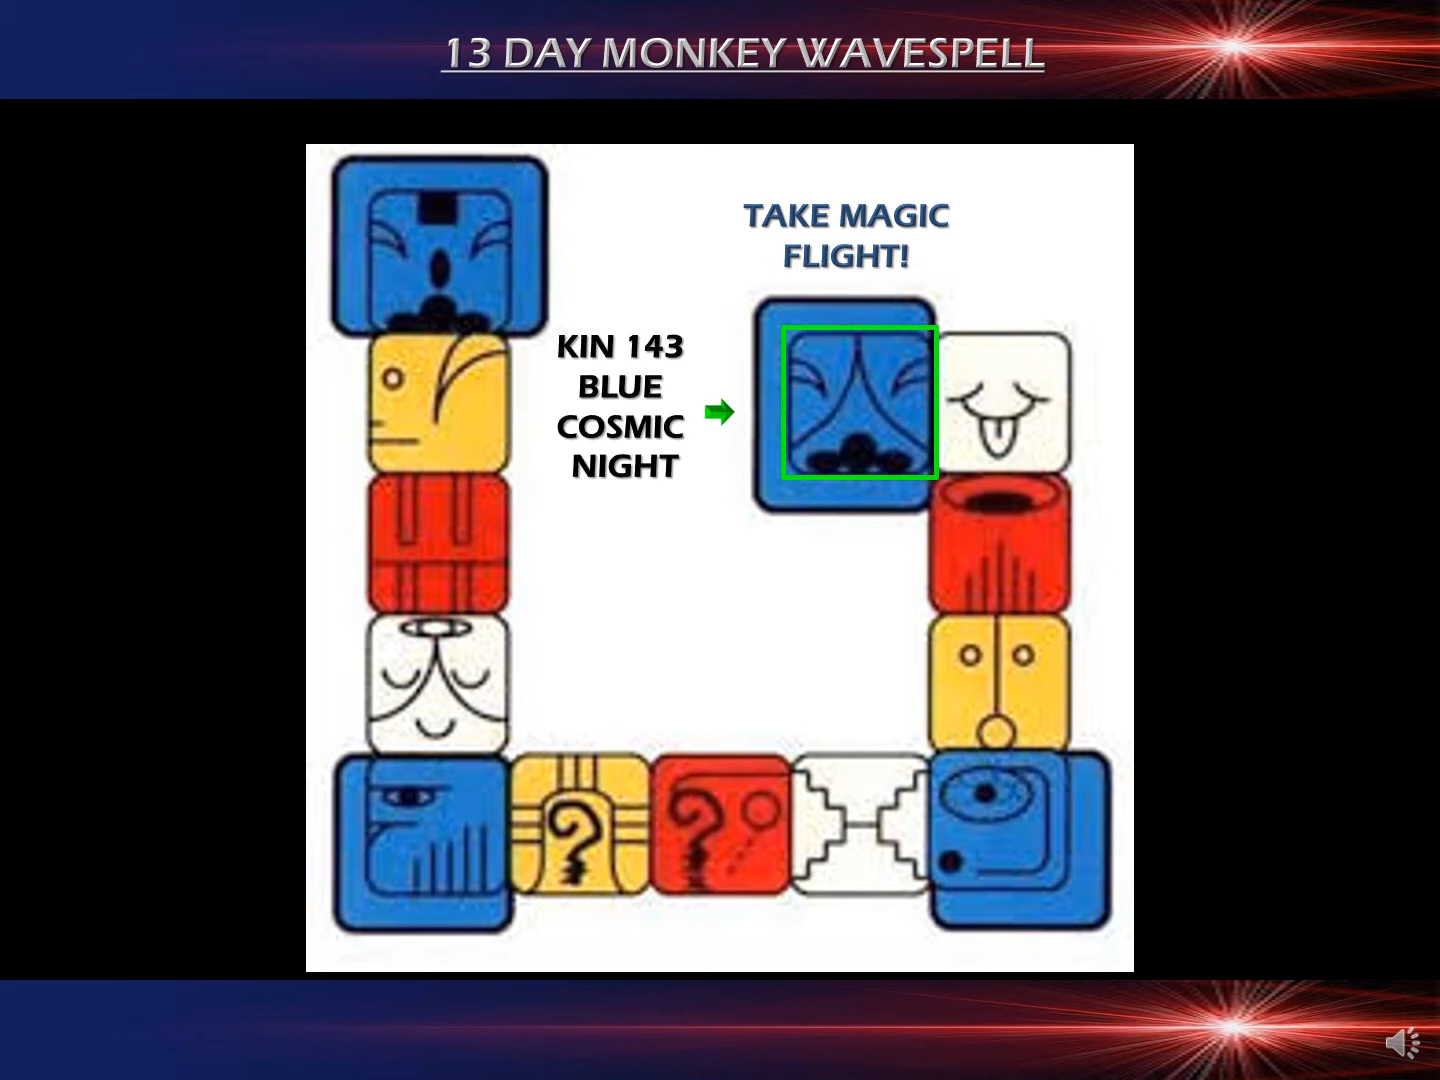 13 DAY MONKEY WAVESPELL
TAKE MAGIC
FLIGHT!
KIN 143
BLUE
COSMIC
NIGHT
?
?